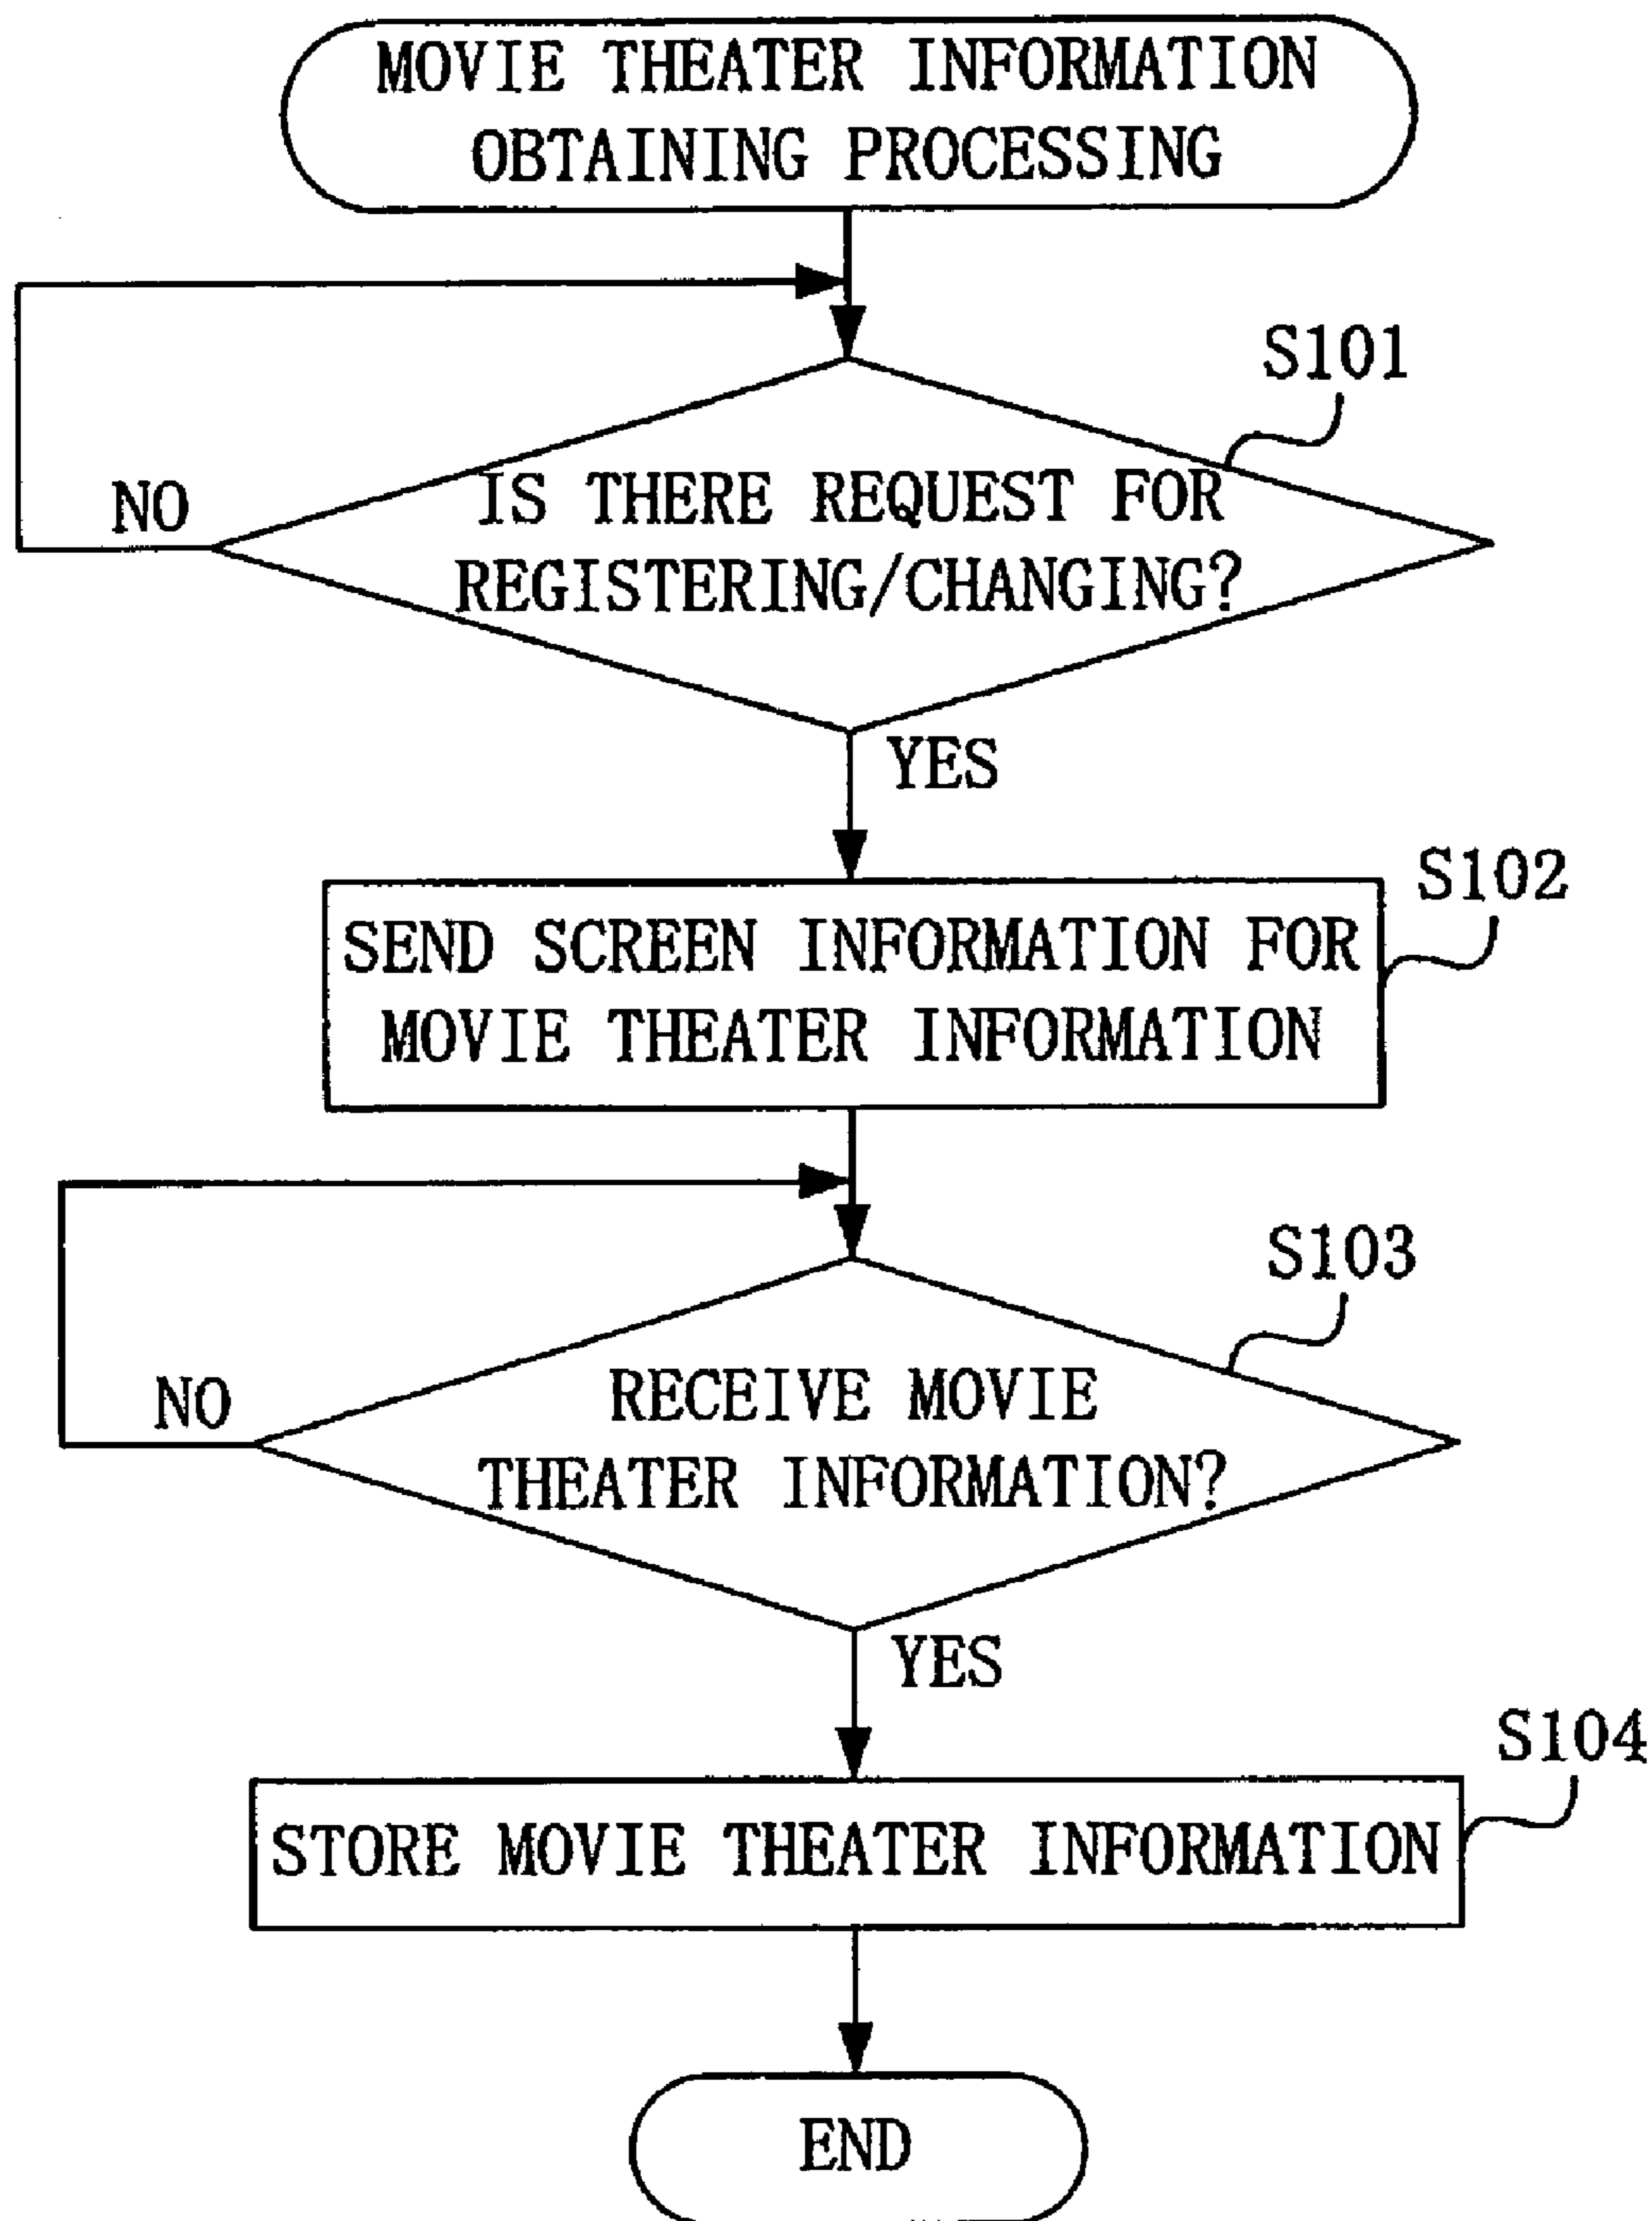 MOVIE THEATER INFORMATION
OBTAINING PROCESSING
S101
IS THERE REQUEST FOR
REGISTERING/CHANGING?
NO
YES
S102
SEND SCREEN INFORMATION FOR
MOVIE THEATER INFORMATION
S103
RECEIVE MOVIE
THEATER INFORMATION?
NO
YES
S104
STORE MOVIE THEATER INFORMATION
END